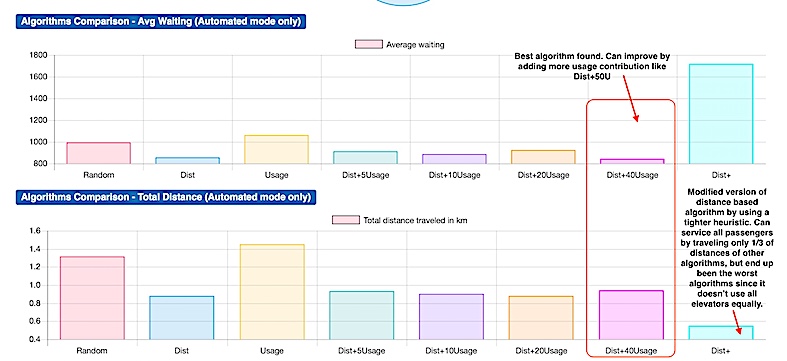 Algorithms Comparison - Avg Waiting (Automated mode only)
Average waiting
Best algorithm found. Can improve by
adding more usage contribution like
Dist+50U
1800
1600
1400
1200
1000
800
Random
Dist
Usage
Dist+5Usage
Dist+10Usage
Dist+20Usage
Dist+40Usage
Dist+
Algorithms Comparison - Total Distance (Automated mode only)
Total distance traveled in km
Modified version of
distance based
algorithm by using a
tighter heuristic. Can
service all passengers
by traveling only 1/3 of
distances of other
algorithms, but end up
been the worst
algorithms since it
doesn't use all
elevators equally.
1.6
1.4
1.2
1.0
0.8
0.6
0.4
Random
Dist
Usage
Dist+5Usage
Dist+10Usage
Dist+20Usage
Dist+40Usage
Dist+